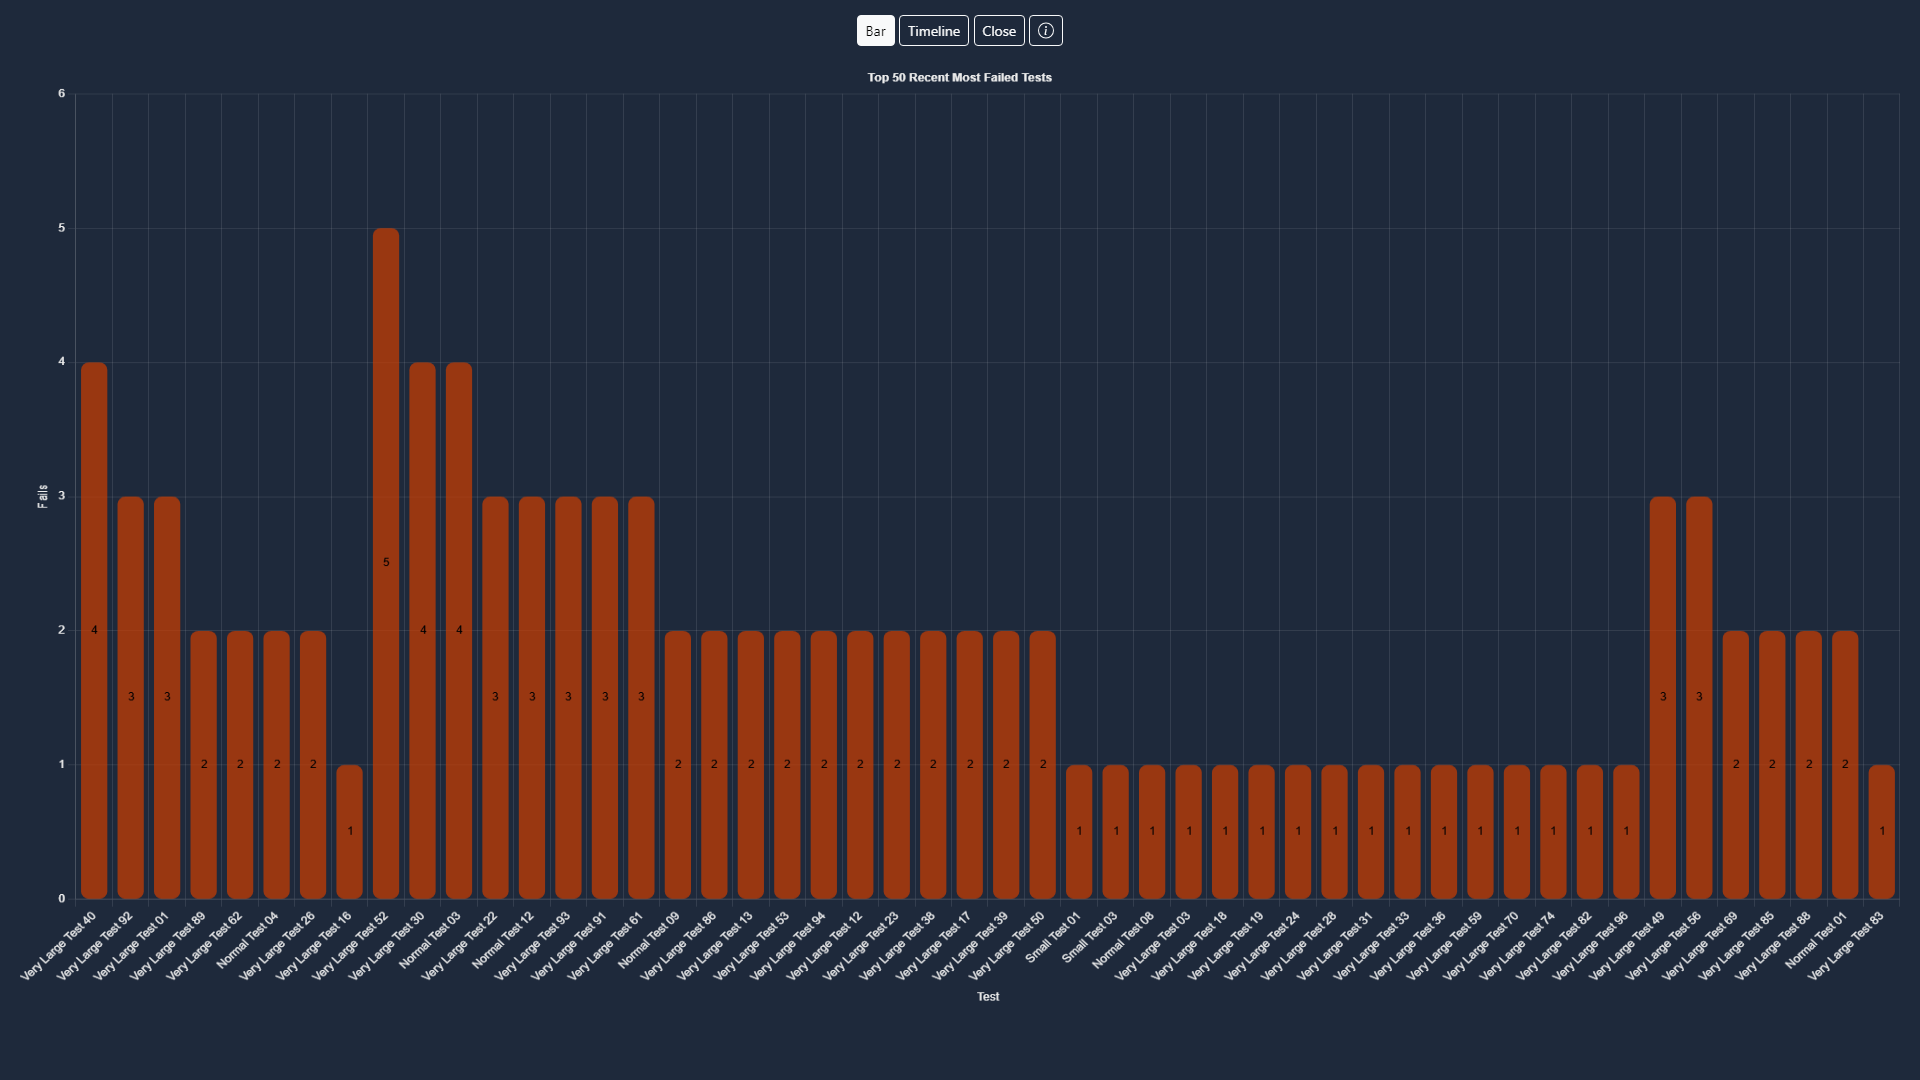 Bar Timeline Close
Top 50 Recent Most Failed Tests
6
5
4
3
2
1
0
Fails
4 3 3 2 2 2 2 1 5 4 4 3 3 3 3 3 2 2 2 2 2 2 2 2 2 2 2 1 1 1 1 1 1 1 1 1 1 1 1 1 1 1 1 3 3 2 2 2 2 1
Very Large Test 40
Very Large Test 92
Very Large Test 01
Very Large Test 89
Very Large Test 62
Normal Test 04
Very Large Test 26
Very Large Test 16
Very Large Test 52
Very Large Test 30
Normal Test 03
Very Large Test 22
Normal Test 12
Very Large Test 93
Very Large Test 91
Very Large Test 61
Normal Test 09
Very Large Test 86
Very Large Test 13
Very Large Test 53
Very Large Test 94
Very Large Test 12
Very Large Test 23
Very Large Test 38
Very Large Test 17
Very Large Test 39
Very Large Test 50
Small Test 01
Small Test 03
Normal Test 08
Very Large Test 03
Very Large Test 18
Very Large Test 19
Very Large Test 24
Very Large Test 28
Very Large Test 31
Very Large Test 33
Very Large Test 36
Very Large Test 59
Very Large Test 70
Very Large Test 74
Very Large Test 82
Very Large Test 96
Very Large Test 49
Very Large Test 56
Very Large Test 69
Very Large Test 85
Very Large Test 88
Normal Test 01
Very Large Test 83
Test